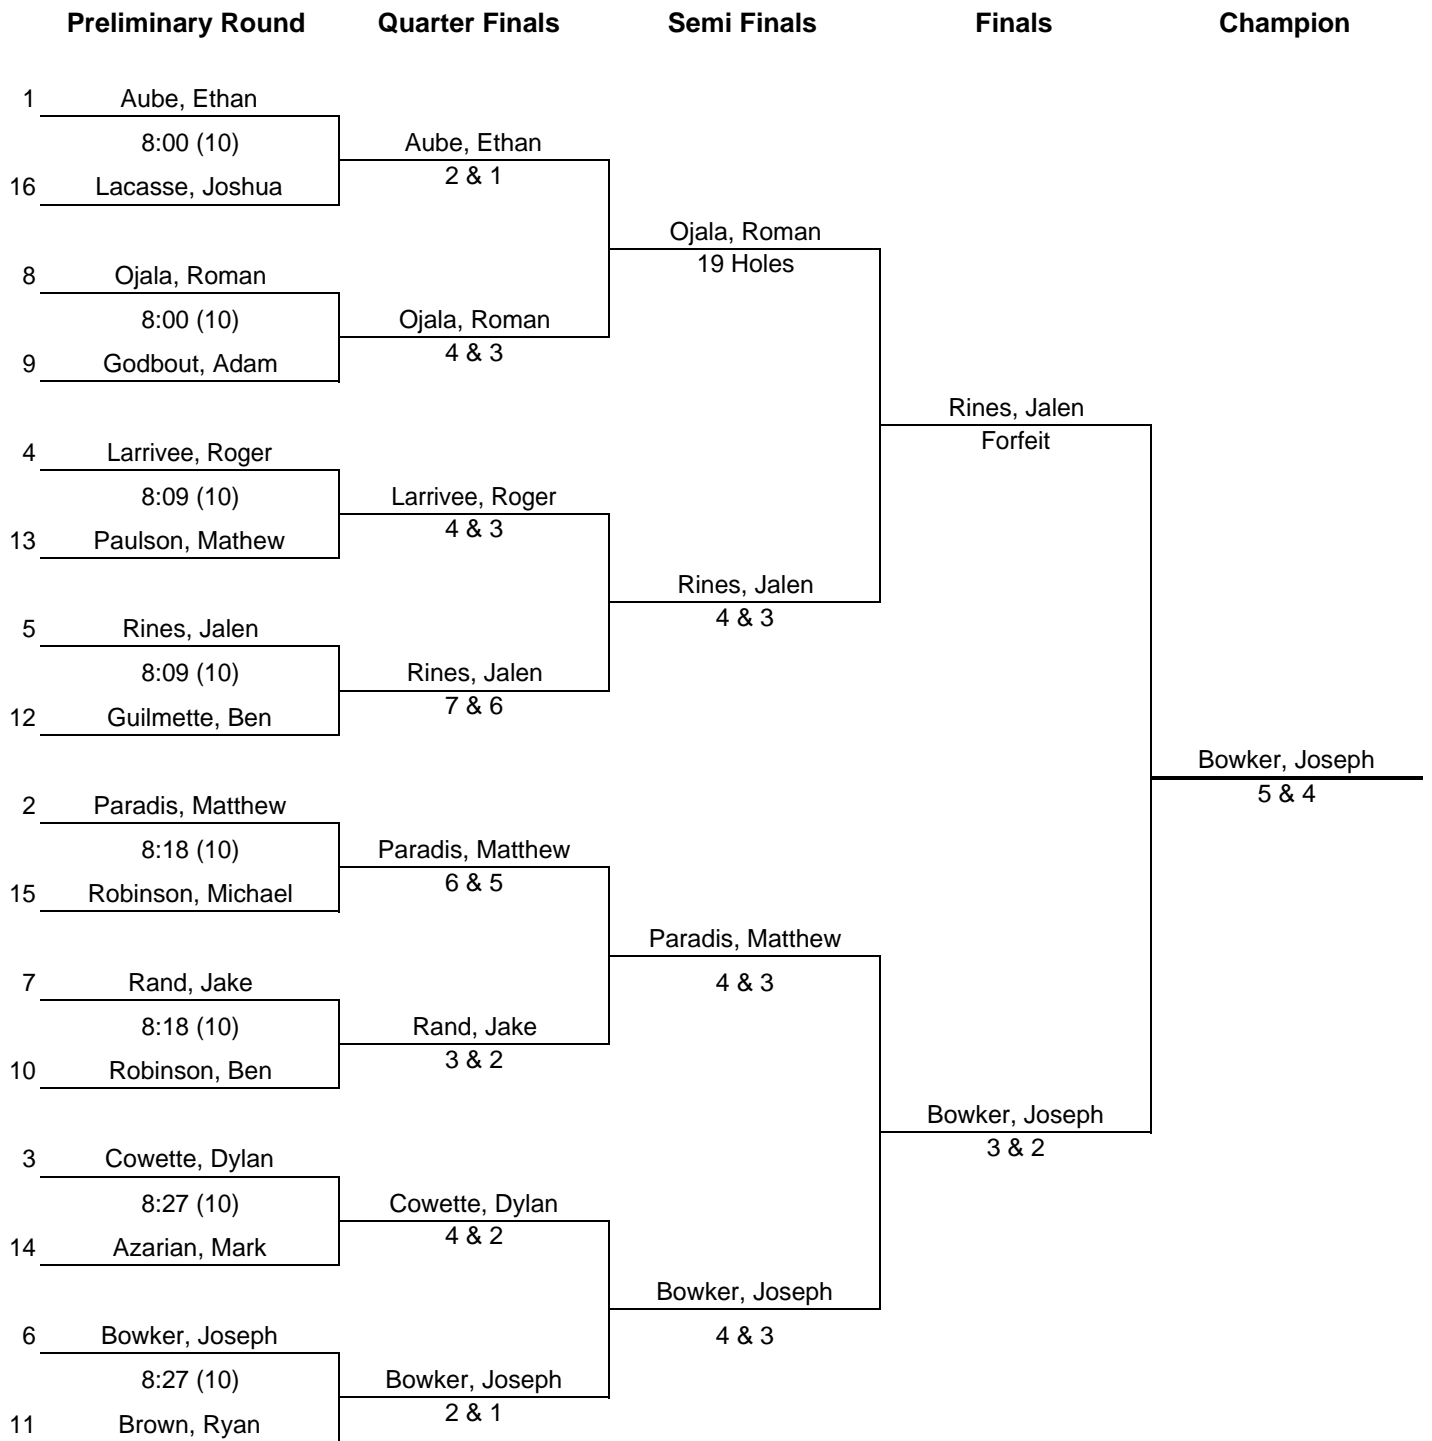 Preliminary Round Quarter Finals Semi Finals Finals Champion
1 Aube, Ethan
8:00 (10) Aube, Ethan
2 & 1
16 Lacasse, Joshua
Ojala, Roman
19 Holes
8 Ojala, Roman
8:00 (10) Ojala, Roman
4 & 3
9 Godbout, Adam
Rines, Jalen
Forfeit
4 Larrivee, Roger
8:09 (10) Larrivee, Roger
4 & 3
13 Paulson, Mathew
Rines, Jalen
4 & 3
5 Rines, Jalen
8:09 (10) Rines, Jalen
7 & 6
12 Guilmette, Ben
Bowker, Joseph
5 & 4
2 Paradis, Matthew
8:18 (10) Paradis, Matthew
6 & 5
15 Robinson, Michael
Paradis, Matthew
4 & 3
7 Rand, Jake
8:18 (10) Rand, Jake
3 & 2
10 Robinson, Ben
Bowker, Joseph
3 & 2
3 Cowette, Dylan
8:27 (10) Cowette, Dylan
4 & 2
14 Azarian, Mark
Bowker, Joseph
4 & 3
6 Bowker, Joseph
8:27 (10) Bowker, Joseph
2 & 1
11 Brown, Ryan